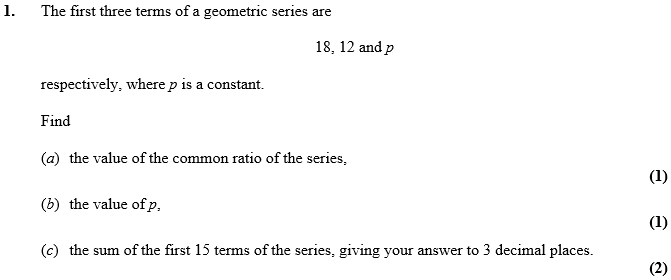 1. The first three terms of a geometric series are
18, 12 and p
respectively, where p is a constant.
Find
(a) the value of the common ratio of the series,
(1)
(b) the value of p,
(1)
(c) the sum of the first 15 terms of the series, giving your answer to 3 decimal places.
(2)